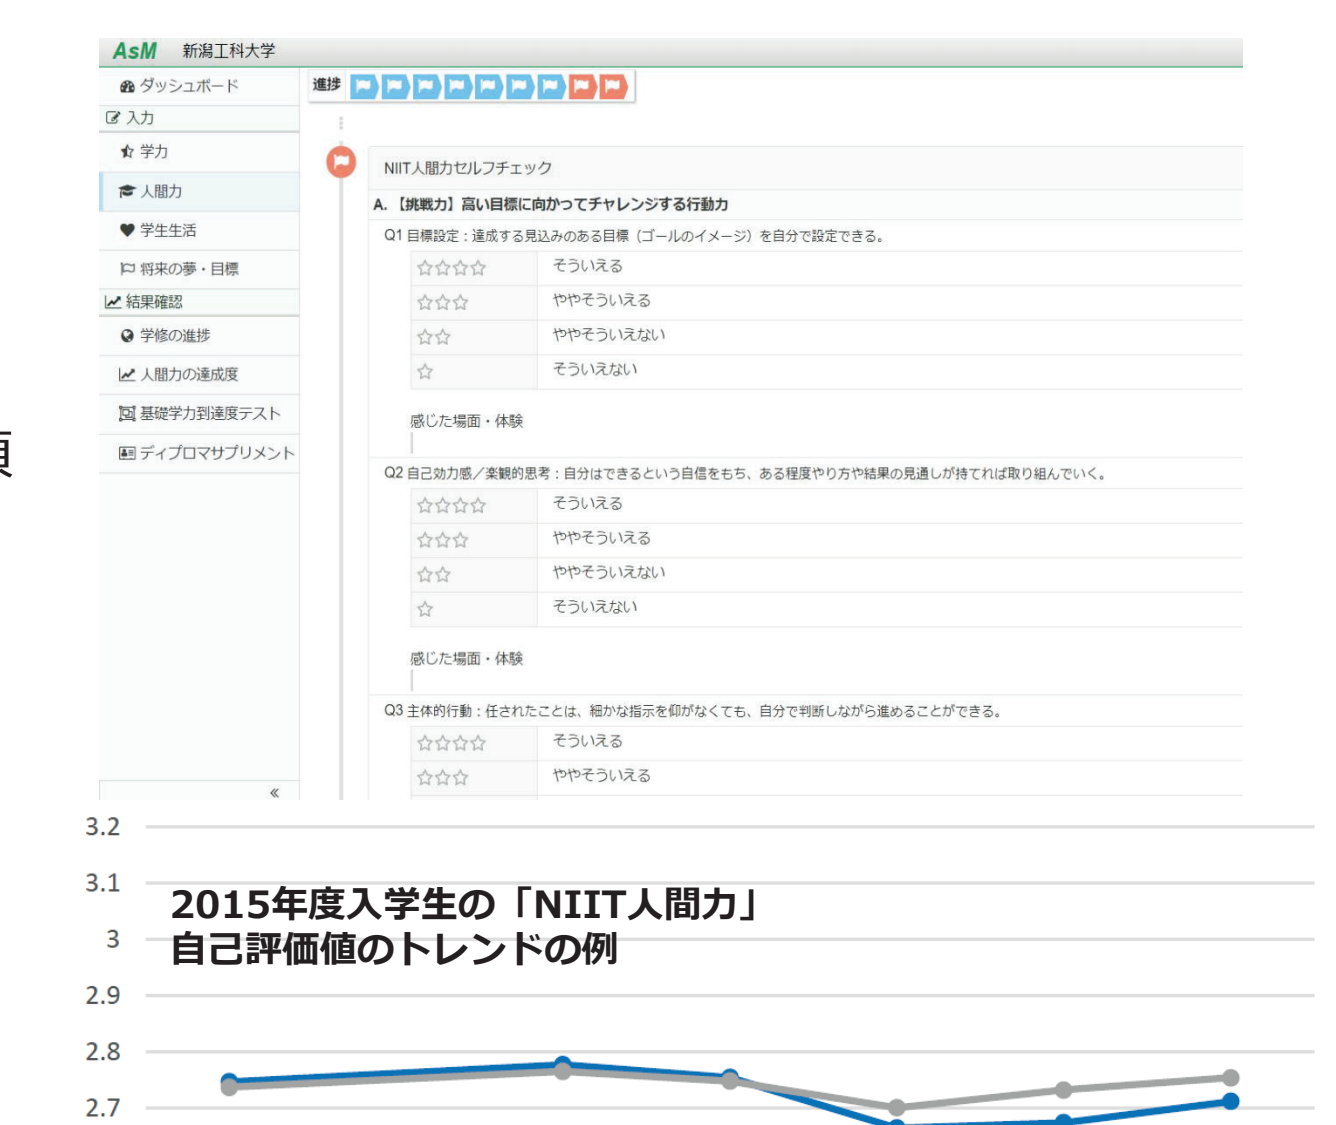 AsM 新潟工科大学
ダッシュボード
進捗
入力
学力
人間力
学生生活
将来の夢・目標
結果確認
学修の進捗
人間力の達成度
基礎学力到達度テスト
ディプロマサプリメント
«
NIIT人間力セルフチェック
A. 【挑戦力】高い目標に向かってチャレンジする行動力
Q1 目標設定：達成する見込みのある目標（ゴールのイメージ）を自分で設定できる。
☆☆☆☆ そういえる
☆☆☆ ややそういえる
☆☆ ややそういえない
☆ そういえない
感じた場面・体験
Q2 自己効力感／楽観的思考：自分はできるという自信をもち、ある程度やり方や結果の見通しが持てれば取り組んでいく。
☆☆☆☆ そういえる
☆☆☆ ややそういえる
☆☆ ややそういえない
☆ そういえない
感じた場面・体験
Q3 主体的行動：任されたことは、細かな指示を仰がなくても、自分で判断しながら進めることができる。
☆☆☆☆ そういえる
☆☆☆ ややそういえる
3.2
3.1
2015年度入学生の「NIIT人間力」
3
自己評価値のトレンドの例
2.9
2.8
2.7